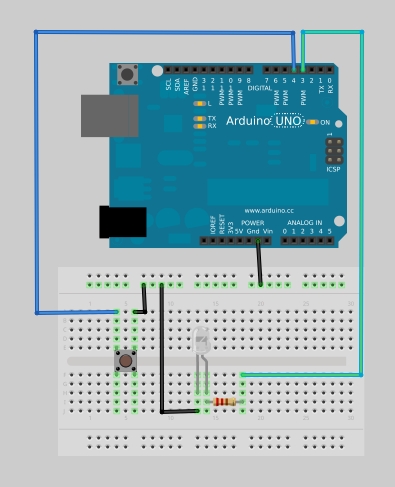 SCL
SDA
AREF
GND
13
12
PWM 11
PWM 10
PWM 9
8
DIGITAL
7
PWM 6
PWM 5
4
PWM 3
2
TX 1
RX 0
L
TX
RX
Arduino UNO
ON
1
ICSP
www.arduino.cc
POWER
ANALOG IN
IOREF
RESET
3V3
5V
Gnd
Vin
0 1 2 3 4 5
1 5 10 15 20 25 30
1 5 10 15 20 25 30